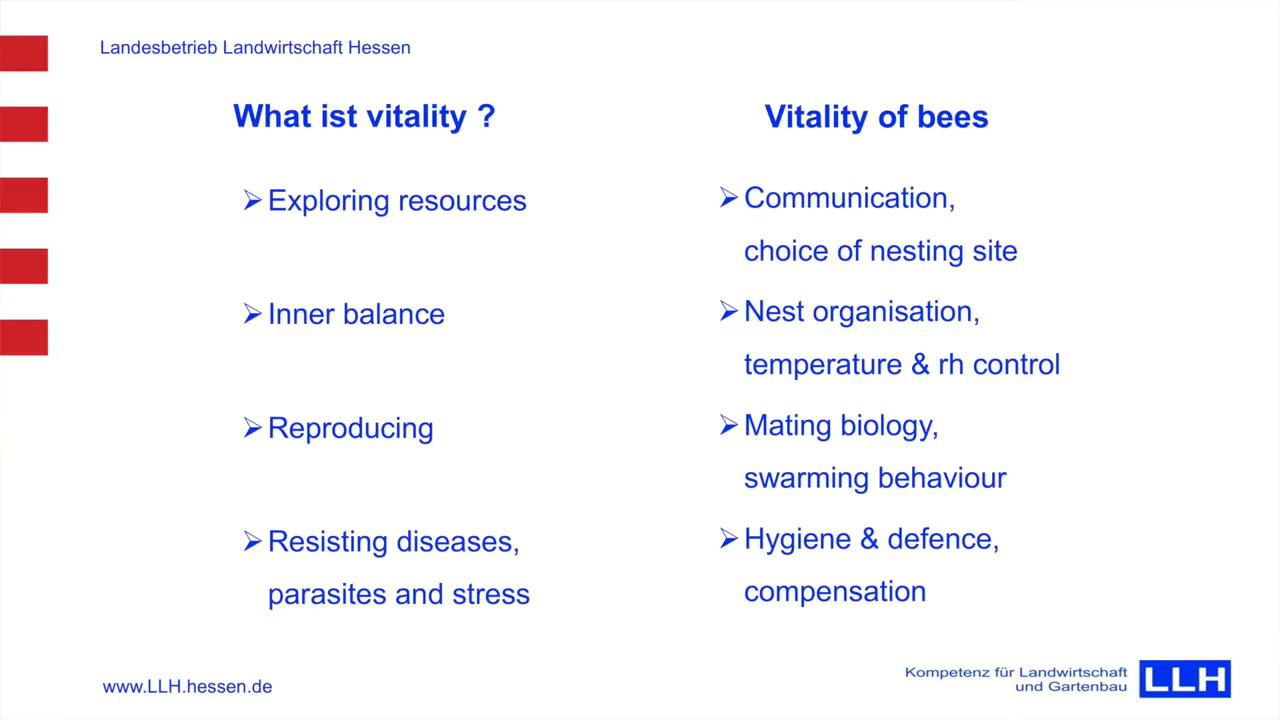 Landesbetrieb Landwirtschaft Hessen
What ist vitality ?
Exploring resources
Inner balance
Reproducing
Resisting diseases,
parasites and stress
Vitality of bees
Communication,
choice of nesting site
Nest organisation,
temperature & rh control
Mating biology,
swarming behaviour
Hygiene & defence,
compensation
www.LLH.hessen.de
Kompetenz für Landwirtschaft
und Gartenbau
LLH